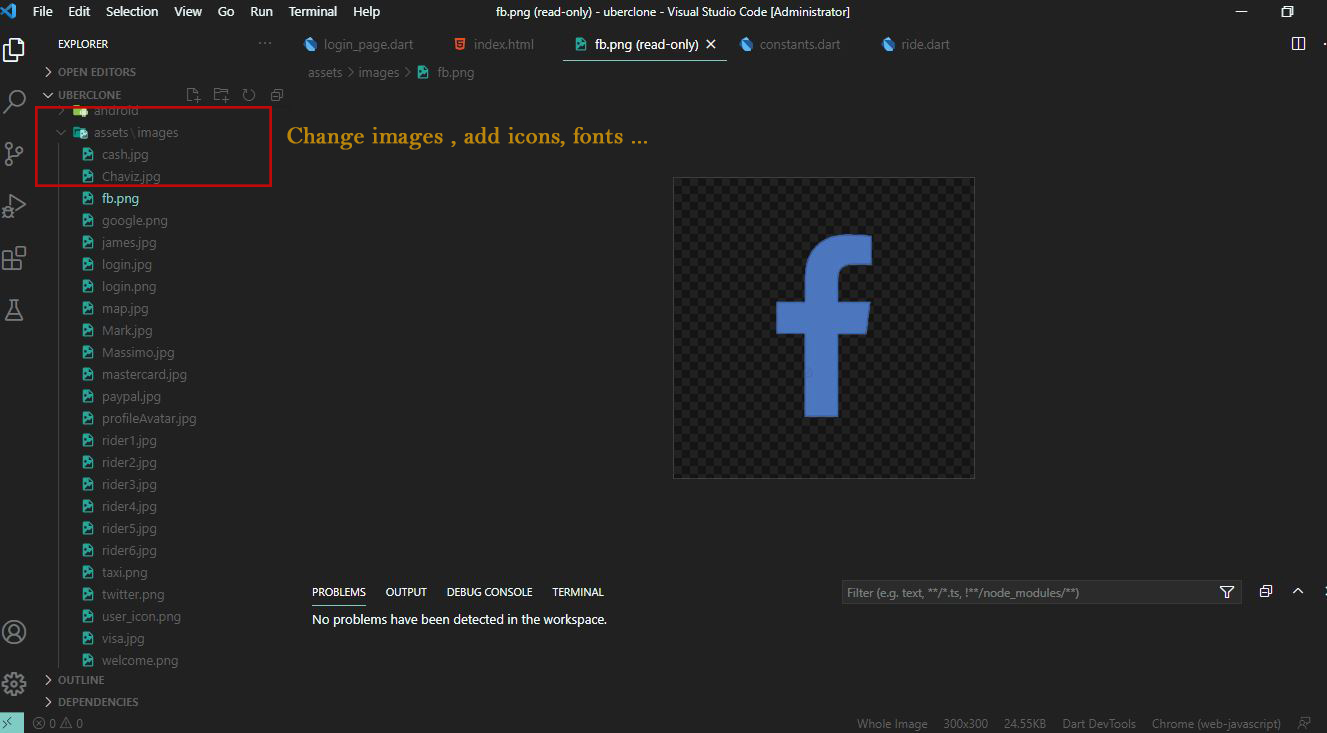 File Edit Selection View Go Run Terminal Help
fb.png (read-only) - uberclone - Visual Studio Code [Administrator]
EXPLORER
login_page.dart
index.html
fb.png (read-only)
constants.dart
ride.dart
OPEN EDITORS
assets > images > fb.png
UBERCLONE
android
assets \ images
cash.jpg
Chaviz.jpg
fb.png
google.png
james.jpg
login.jpg
login.png
map.jpg
Mark.jpg
Massimo.jpg
mastercard.jpg
paypal.jpg
profileAvatar.jpg
rider1.jpg
rider2.jpg
rider3.jpg
rider4.jpg
rider5.jpg
rider6.jpg
taxi.png
twitter.png
user_icon.png
visa.jpg
welcome.png
OUTLINE
DEPENDENCIES
Change images , add icons, fonts ...
PROBLEMS OUTPUT DEBUG CONSOLE TERMINAL
Filter (e.g. text, **/*.ts, !**/node_modules/**)
No problems have been detected in the workspace.
0 0
Whole Image 300x300 24.55KB Dart DevTools Chrome (web-javascript)